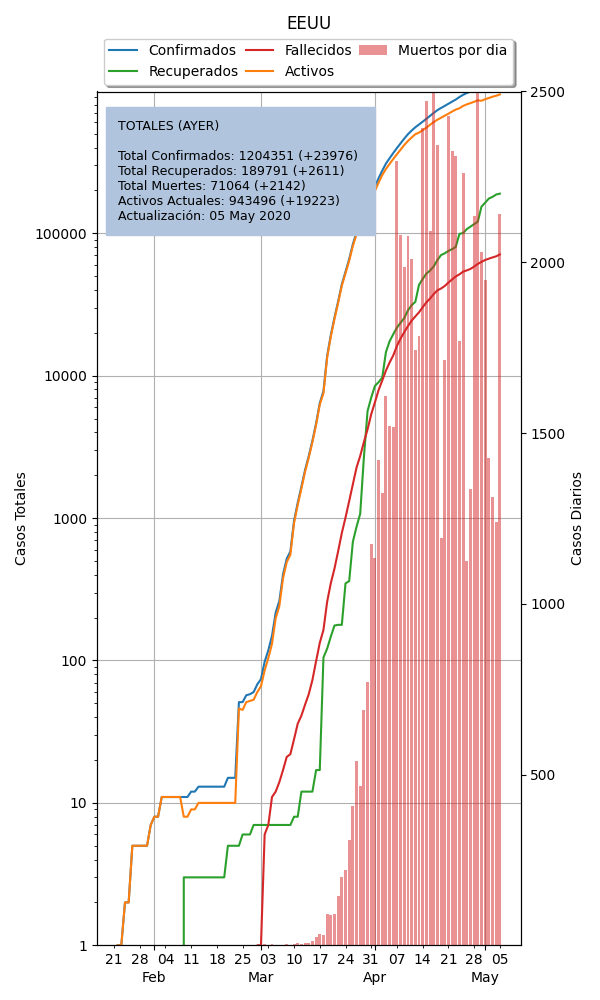 EEUU
Confirmados
Fallecidos
Muertos por dia
Recuperados
Activos
TOTALES (AYER)
Total Confirmados: 1204351 (+23976)
Total Recuperados: 189791 (+2611)
Total Muertes: 71064 (+2142)
Activos Actuales: 943496 (+19223)
Actualización: 05 May 2020
Casos Totales
100000
10000
1000
100
10
1
2500
2000
1500
1000
500
Casos Diarios
21 28 04 11 18 25 03 10 17 24 31 07 14 21 28 05
Feb Mar Apr May